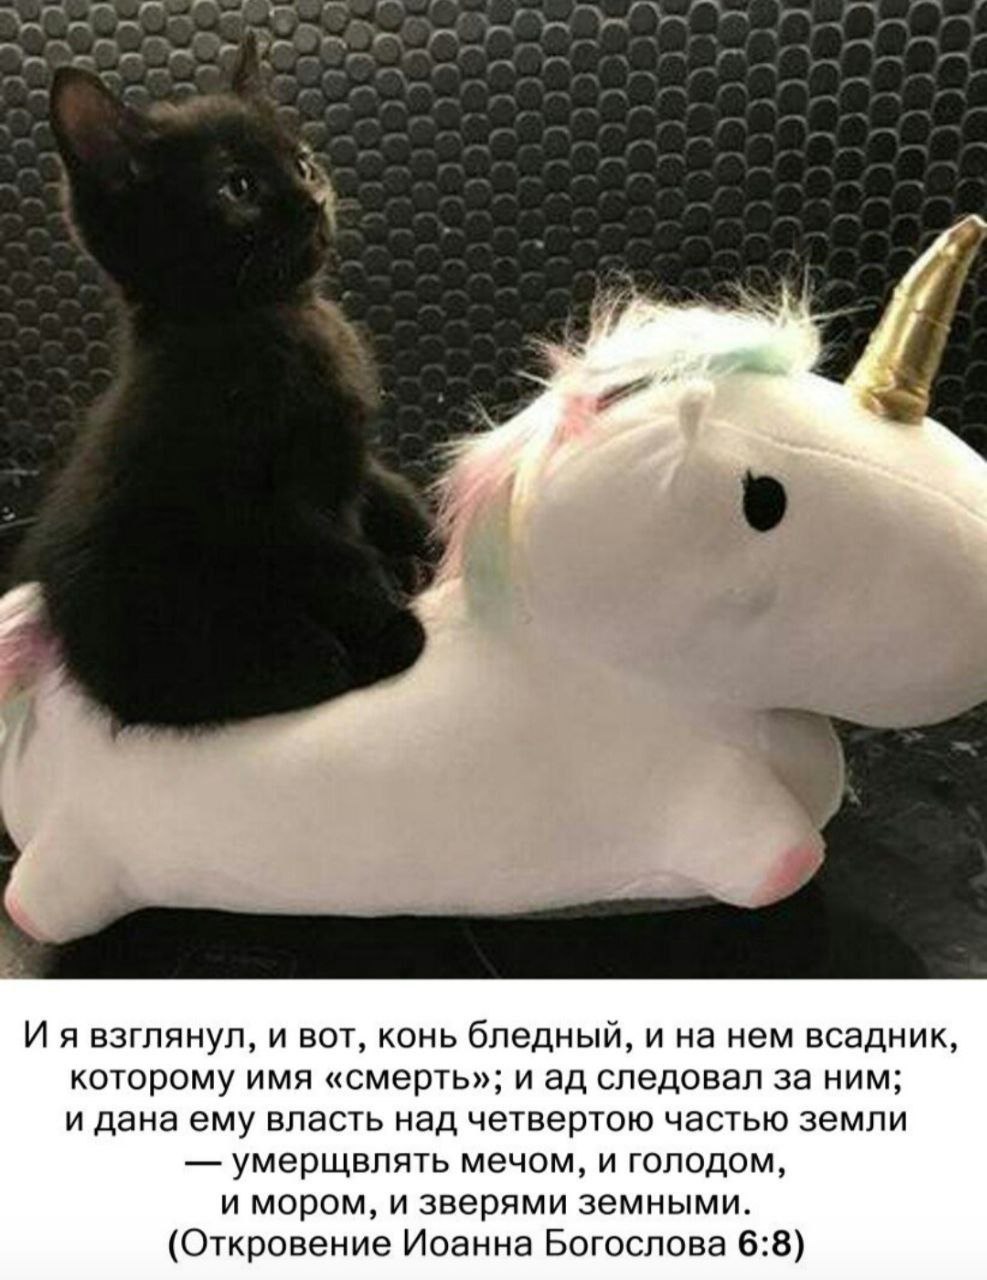 И я взглянул, и вот, конь бледный, и на нем всадник,
которому имя «смерть»; и ад следовал за ним;
и дана ему власть над четвертою частью земли
— умерщвлять мечом, и голодом,
и мором, и зверями земными.
(Откровение Иоанна Богослова 6:8)